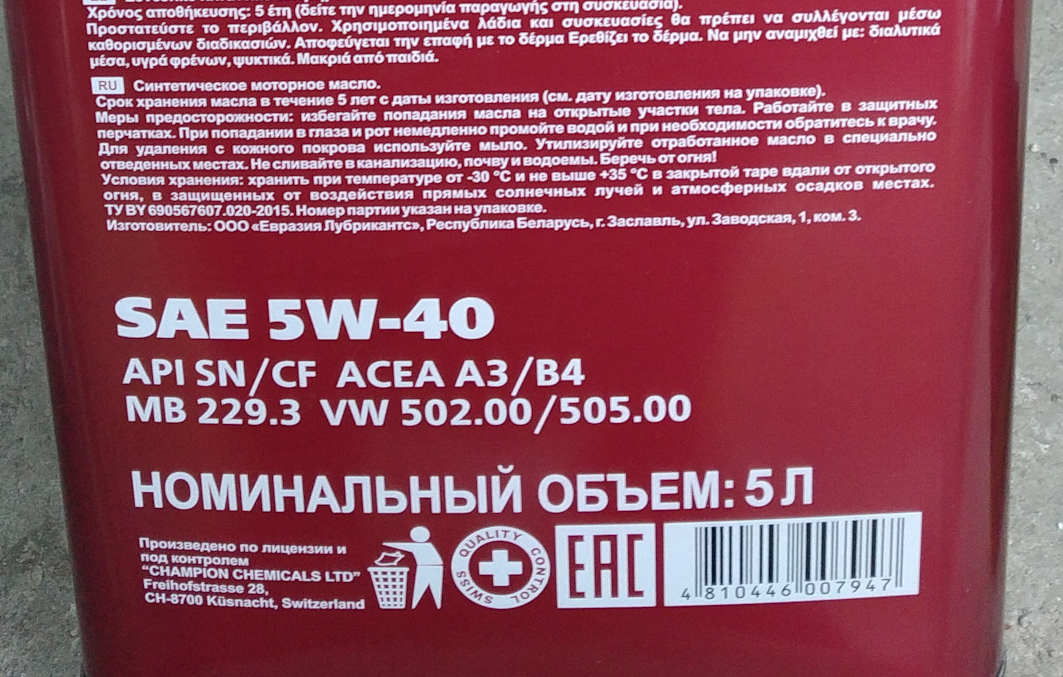 Χρόνος αποθήκευσης: 5 έτη (δείτε την ημερομηνία παραγωγής στη συσκευασία).
Προστατεύστε το περιβάλλον. Χρησιμοποιημένα λάδια και συσκευασίες θα πρέπει να συλλέγονται μέσω
καθορισμένων διαδικασιών. Αποφεύγεται την επαφή με το δέρμα Ερεθίζει το δέρμα. Να μην αναμιχθεί με: διαλυτικά
μέσα, υγρά φρένων, ψυκτικά. Μακριά από παιδιά.
RU Синтетическое моторное масло.
Срок хранения масла в течение 5 лет с даты изготовления (см. дату изготовления на упаковке).
Меры предосторожности: избегайте попадания масла на открытые участки тела. Работайте в защитных
перчатках. При попадании в глаза и рот немедленно промойте водой и при необходимости обратитесь к врачу.
Для удаления с кожного покрова используйте мыло. Утилизируйте отработанное масло в специально
отведенных местах. Не сливайте в канализацию, почву и водоемы. Беречь от огня!
Условия хранения: хранить при температуре от -30 °C и не выше +35 °C в закрытой таре вдали от открытого
огня, в защищенных от воздействия прямых солнечных лучей и атмосферных осадков местах.
ТУ BY 690567607.020-2015. Номер партии указан на упаковке.
Изготовитель: ООО «Евразия Лубрикантс», Республика Беларусь, г. Заславль, ул. Заводская, 1, ком. 3.
SAE 5W-40
API SN/CF ACEA A3/B4
MB 229.3 VW 502.00/505.00
НОМИНАЛЬНЫЙ ОБЪЕМ: 5 Л
Произведено по лицензии и
под контролем
“CHAMPION CHEMICALS LTD”
Freihofstrasse 28,
CH-8700 Küsnacht, Switzerland
SWISS QUALITY CONTROL
EAC
4 810446 007947